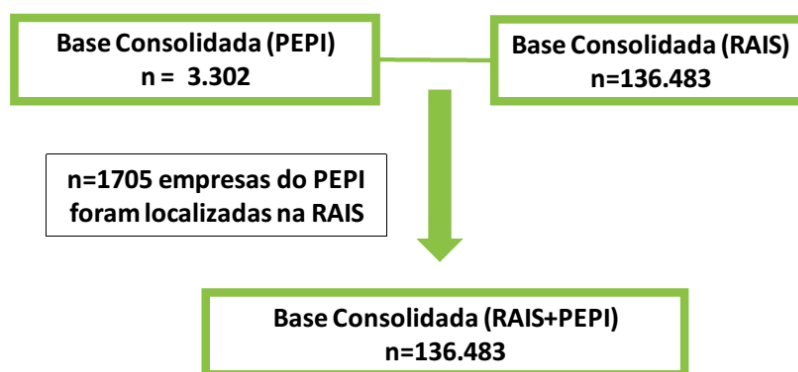 Base Consolidada (PEPI)
n = 3.302
Base Consolidada (RAIS)
n=136.483
n=1705 empresas do PEPI
foram localizadas na RAIS
Base Consolidada (RAIS+PEPI)
n=136.483